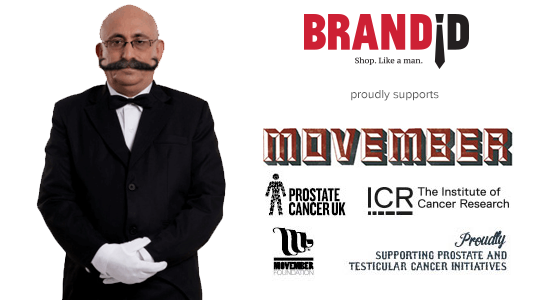 BRANDiD
Shop. Like a man.
proudly supports
MOVEMBER
PROSTATE
CANCER UK
ICR
The Institute of
Cancer Research
MOVEMBER
FOUNDATION
Proudly
SUPPORTING PROSTATE AND
TESTICULAR CANCER INITIATIVES